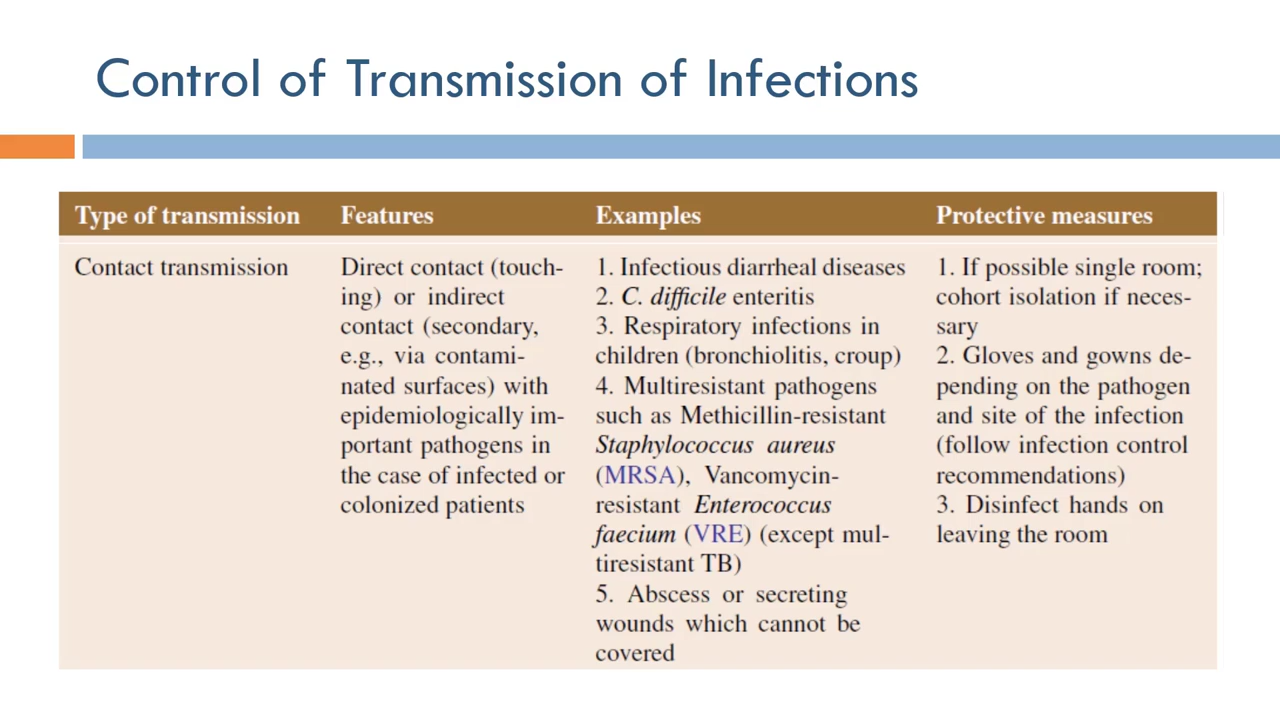 Control of Transmission of Infections
Type of transmission
Features
Examples
Protective measures
Contact transmission
Direct contact (touch-
ing) or indirect
contact (secondary,
e.g., via contami-
nated surfaces) with
epidemiologically im-
portant pathogens in
the case of infected or
colonized patients
1. Infectious diarrheal diseases
2. C. difficile enteritis
3. Respiratory infections in
children (bronchiolitis, croup)
4. Multiresistant pathogens
such as Methicillin-resistant
Staphylococcus aureus
(MRSA), Vancomycin-
resistant Enterococcus
faecium (VRE) (except mul-
tiresistant TB)
5. Abscess or secreting
wounds which cannot be
covered
1. If possible single room;
cohort isolation if neces-
sary
2. Gloves and gowns de-
pending on the pathogen
and site of the infection
(follow infection control
recommendations)
3. Disinfect hands on
leaving the room